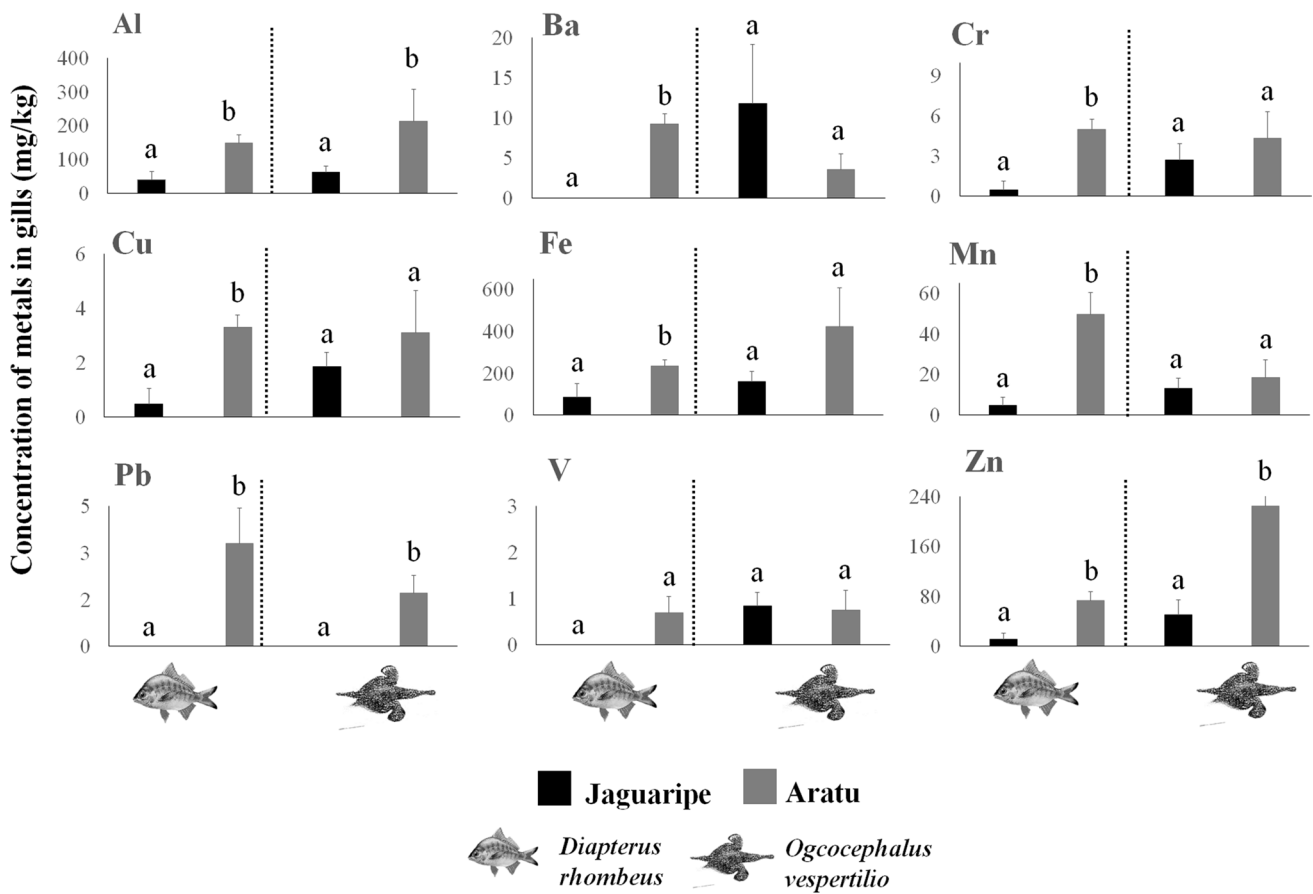 Concentration of metals in gills (mg/kg)
Al
400
300
200
100
0
a
b
a
b
Ba
20
15
10
5
0
a
b
a
a
Cr
9
6
3
0
a
b
a
a
Cu
6
4
2
0
a
b
a
a
Fe
600
400
200
0
a
b
a
a
Mn
60
40
20
0
a
b
a
a
Pb
5
3
2
0
a
b
a
b
V
3
2
1
0
a
a
a
a
Zn
240
160
80
0
a
b
a
b
Jaguaripe
Aratu
Diapterus
rhombeus
Ogcocephalus
vespertilio